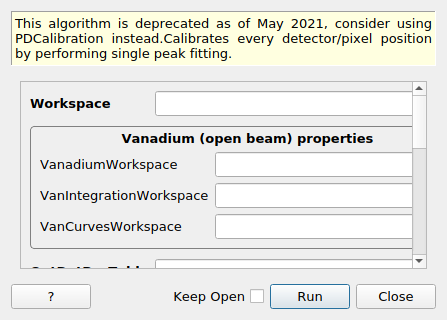 This algorithm is deprecated as of May 2021, consider using
PDCalibration instead.Calibrates every detector/pixel position
by performing single peak fitting.
Workspace
Vanadium (open beam) properties
VanadiumWorkspace
VanIntegrationWorkspace
VanCurvesWorkspace
?
Keep Open
Run
Close